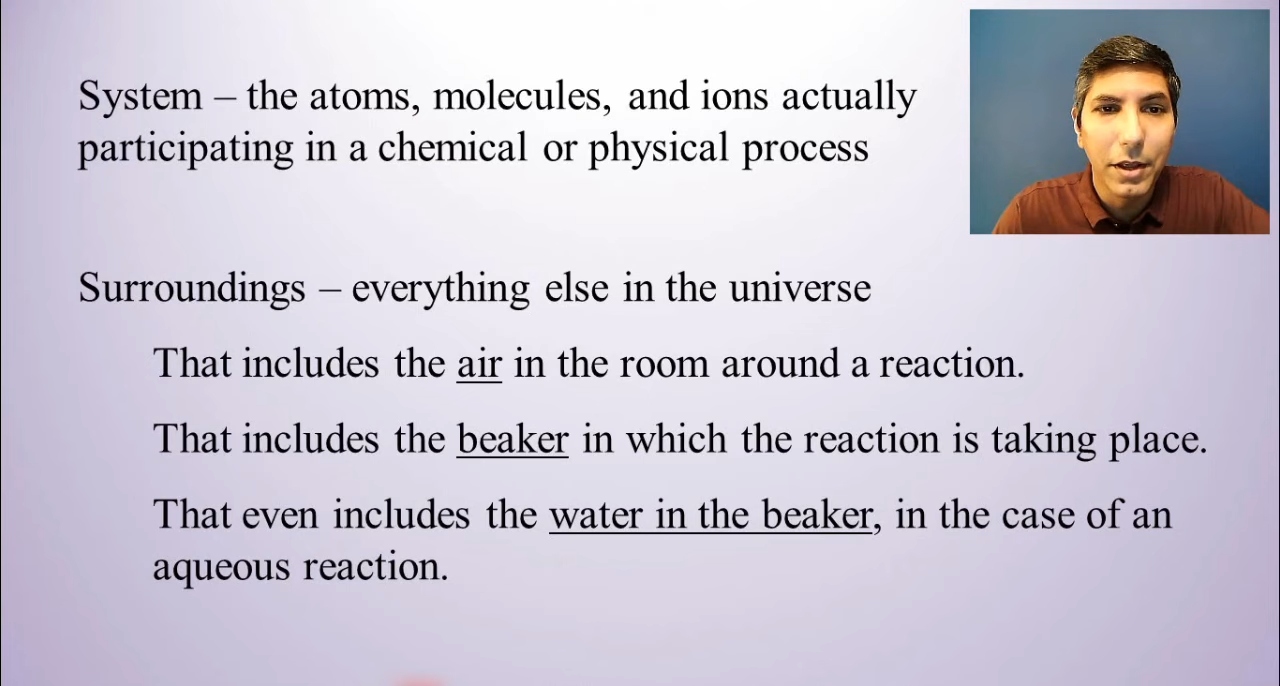 System – the atoms, molecules, and ions actually
participating in a chemical or physical process
Surroundings – everything else in the universe
That includes the air in the room around a reaction.
That includes the beaker in which the reaction is taking place.
That even includes the water in the beaker, in the case of an
aqueous reaction.